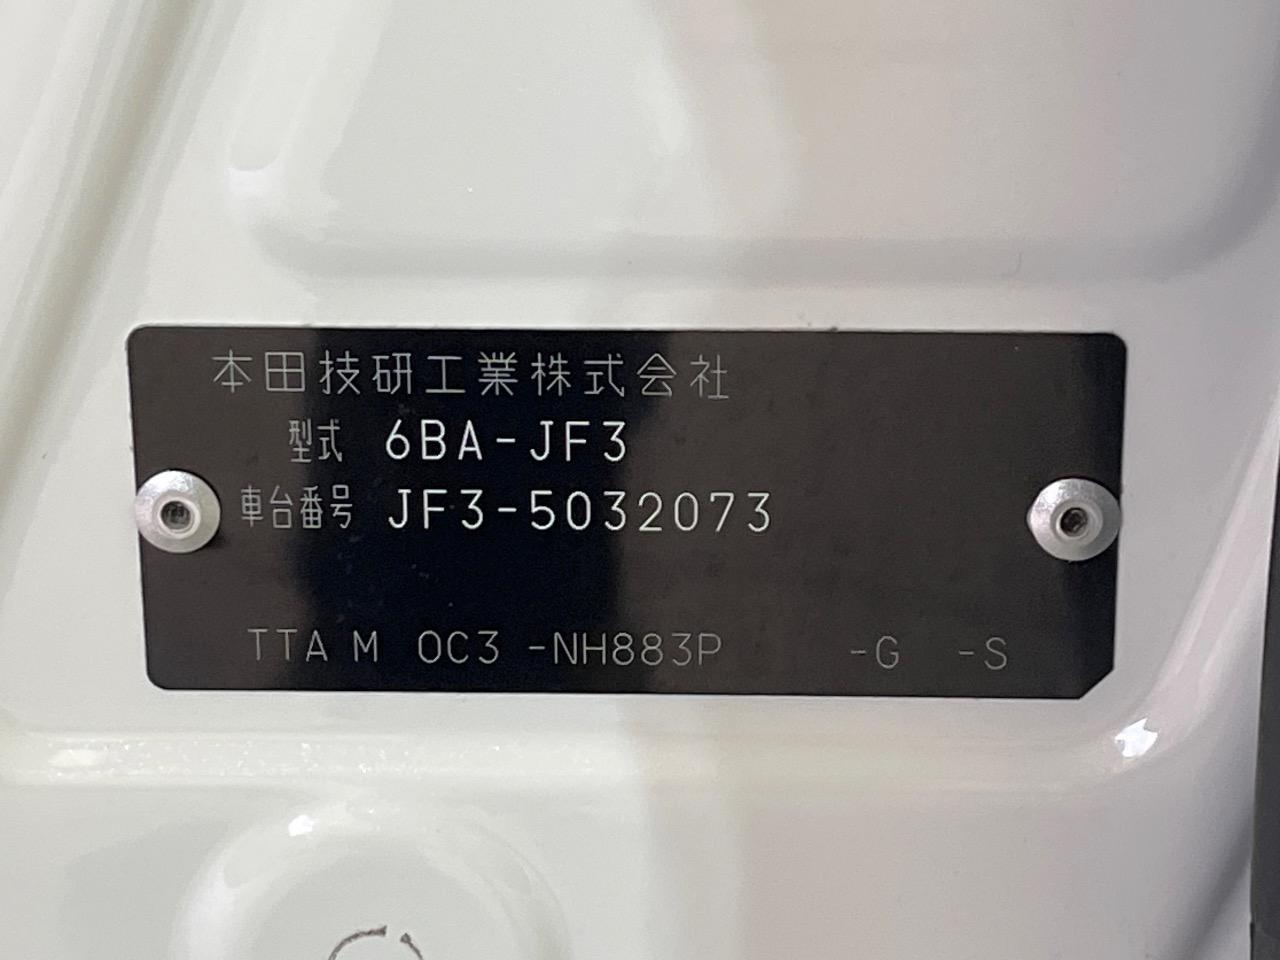 本田技研工業株式会社
型式 6BA-JF3
車台番号 JF3-5032073
TTA M 0C3 -NH883P -G -S